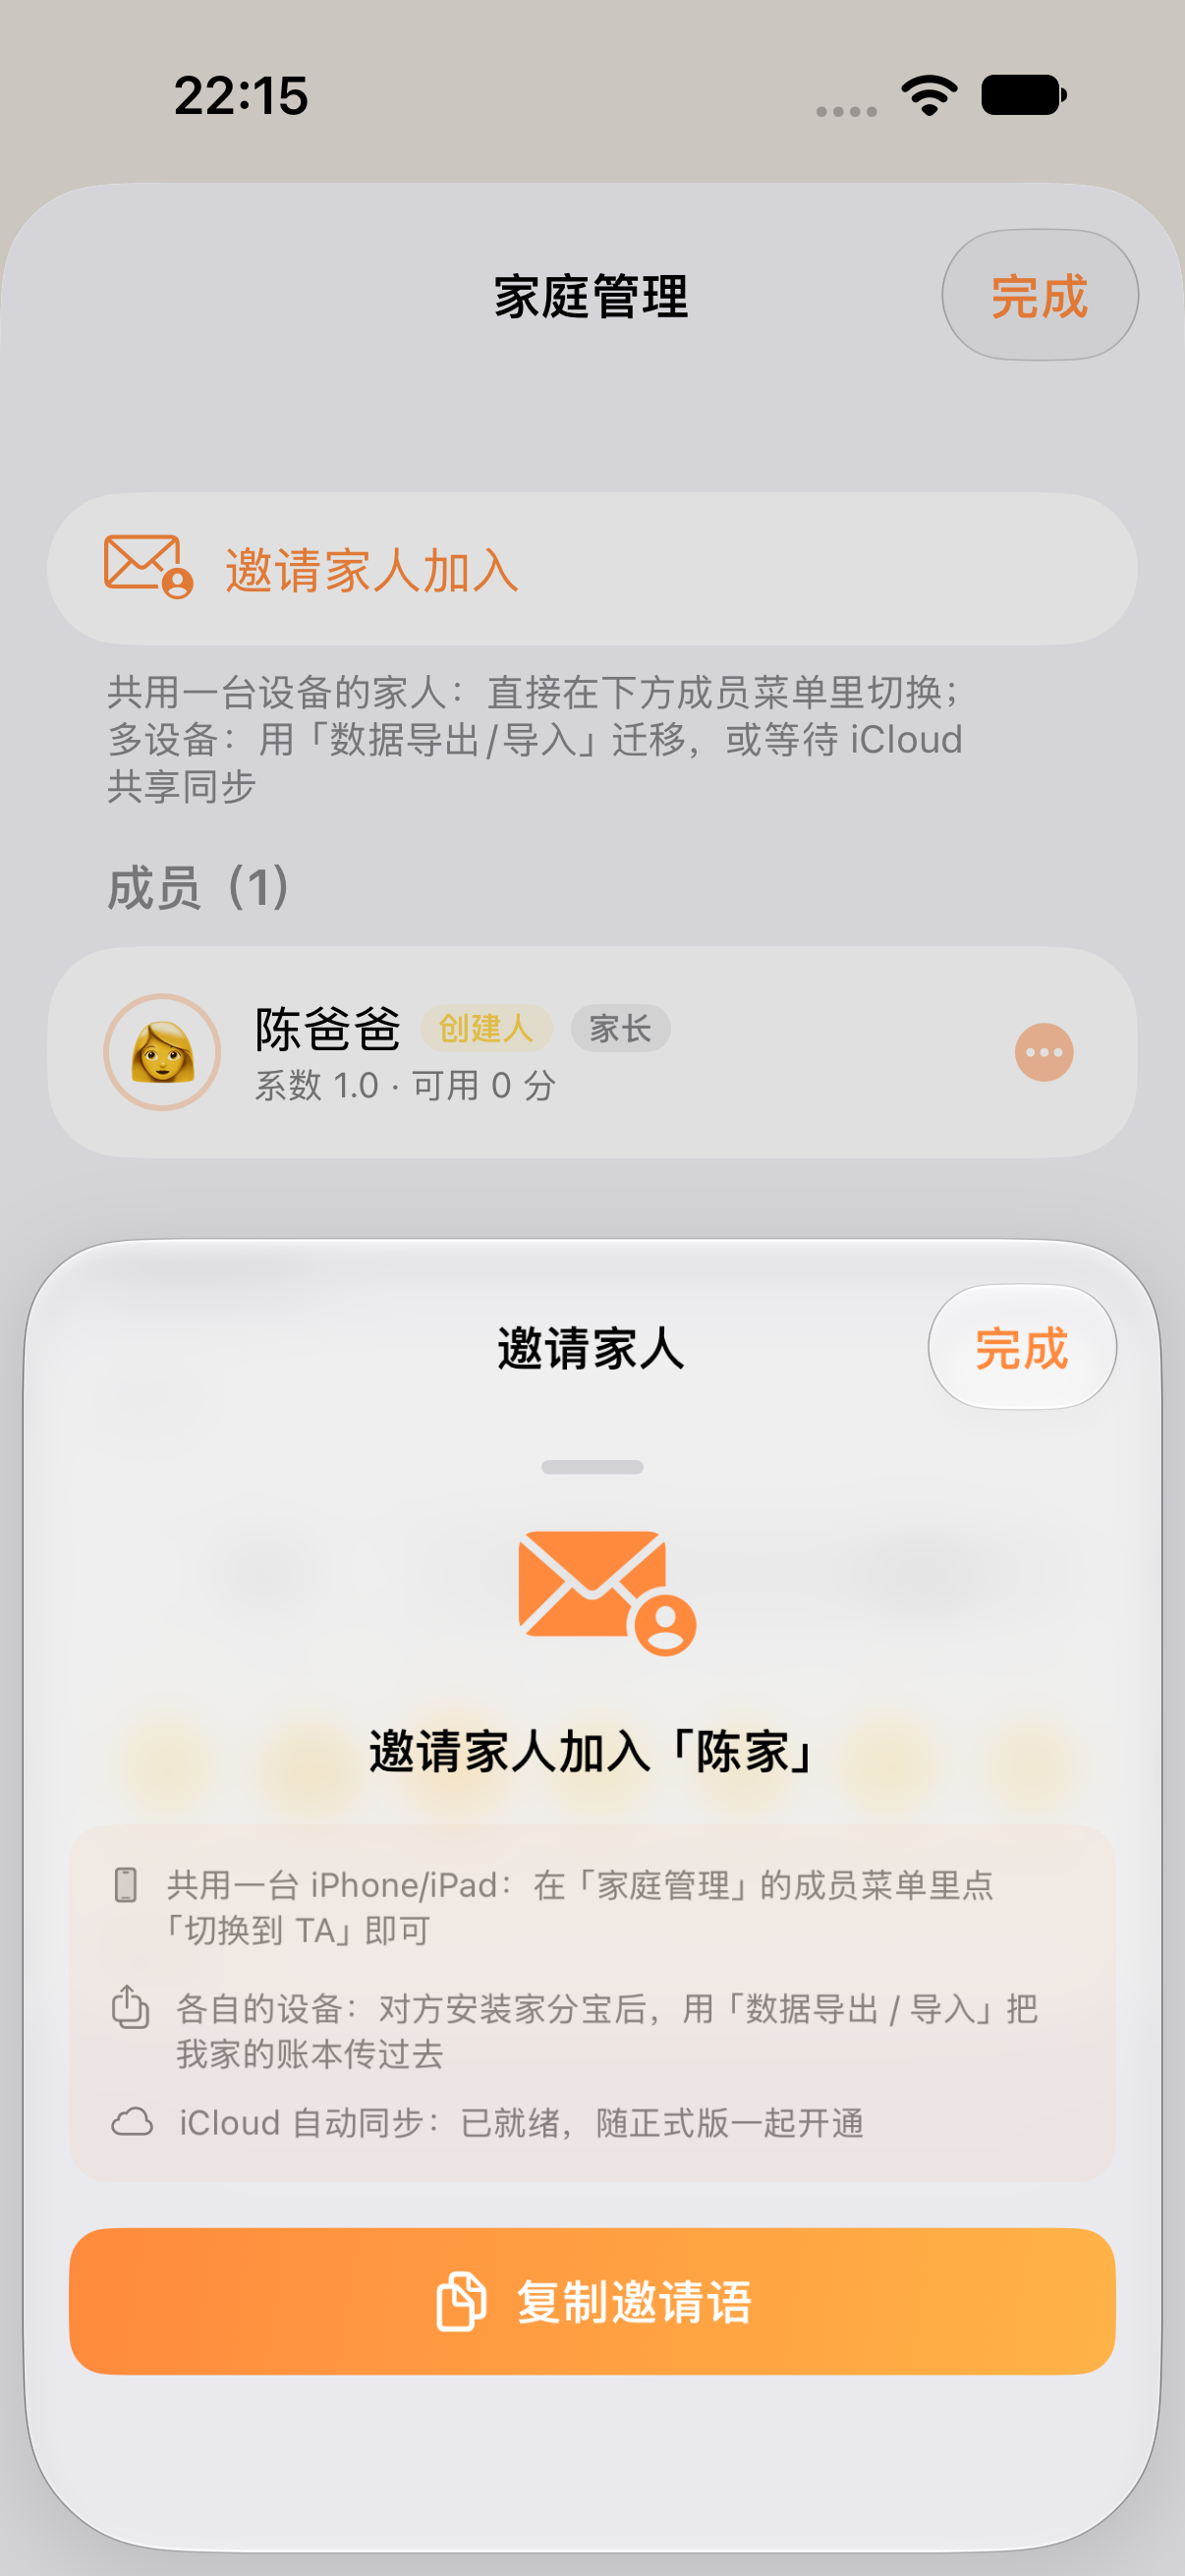 22:15
家庭管理
完成
邀请家人加入
共用一台设备的家人：直接在下方成员菜单里切换；
多设备：用「数据导出/导入」迁移，或等待 iCloud
共享同步
成员（1）
陈爸爸 创建人 家长
系数 1.0 · 可用 0 分
邀请家人
完成
邀请家人加入「陈家」
共用一台 iPhone/iPad：在「家庭管理」的成员菜单里点
「切换到 TA」即可
各自的设备：对方安装家分宝后，用「数据导出 / 导入」把
我家的账本传过去
iCloud 自动同步：已就绪，随正式版一起开通
复制邀请语